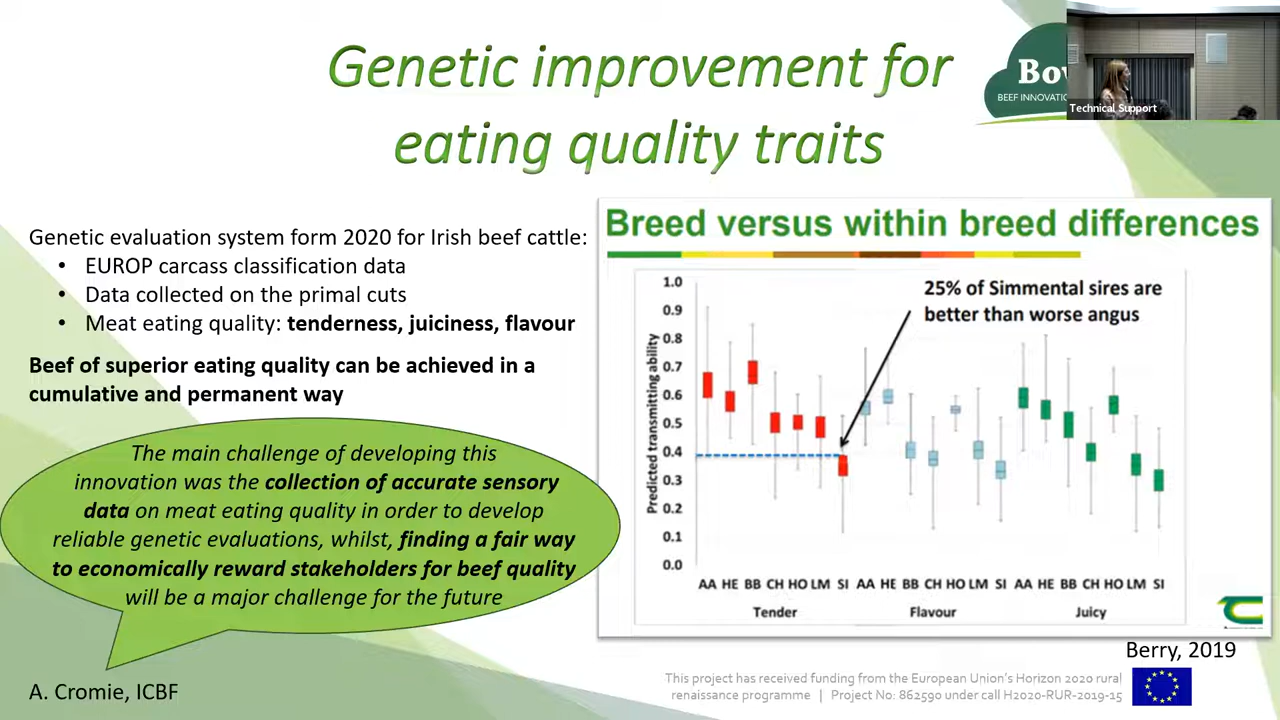 Genetic improvement for
eating quality traits
BEEF INNOVATIO
Technical Support
Genetic evaluation system form 2020 for Irish beef cattle:
• EUROP carcass classification data
• Data collected on the primal cuts
• Meat eating quality: tenderness, juiciness, flavour
Beef of superior eating quality can be achieved in a
cumulative and permanent way
The main challenge of developing this
innovation was the collection of accurate sensory
data on meat eating quality in order to develop
reliable genetic evaluations, whilst, finding a fair way
to economically reward stakeholders for beef quality
will be a major challenge for the future
A. Cromie, ICBF
Breed versus within breed differences
25% of Simmental sires are
better than worse angus
Predicted transmitting ability
1.0
0.9
0.8
0.7
0.6
0.5
0.4
0.3
0.2
0.1
0.0
AA HE BB CH HO LM SI AA HE BB CH HO LM SI AA HE BB CH HO LM SI
Tender Flavour Juicy
Berry, 2019
This project has received funding from the European Union's Horizon 2020 rural
renaissance programme | Project No: 862590 under call H2020-RUR-2019-15